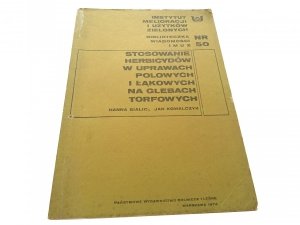 INSTYTUT
MELIORACJI
I UŻYTKÓW
ZIELONYCH
BIBLIOTECZKA
WIADOMOŚCI
IMUZ
NR
50
STOSOWANIE
HERBICYDÓW
W UPRAWACH
POLOWYCH
I ŁĄKOWYCH
NA GLEBACH
TORFOWYCH
HANNA JAN KOWALCZYK
PAŃSTWOWE WYDAWNICTWO ROLNICZE I LEŚNE
WARSZAWA